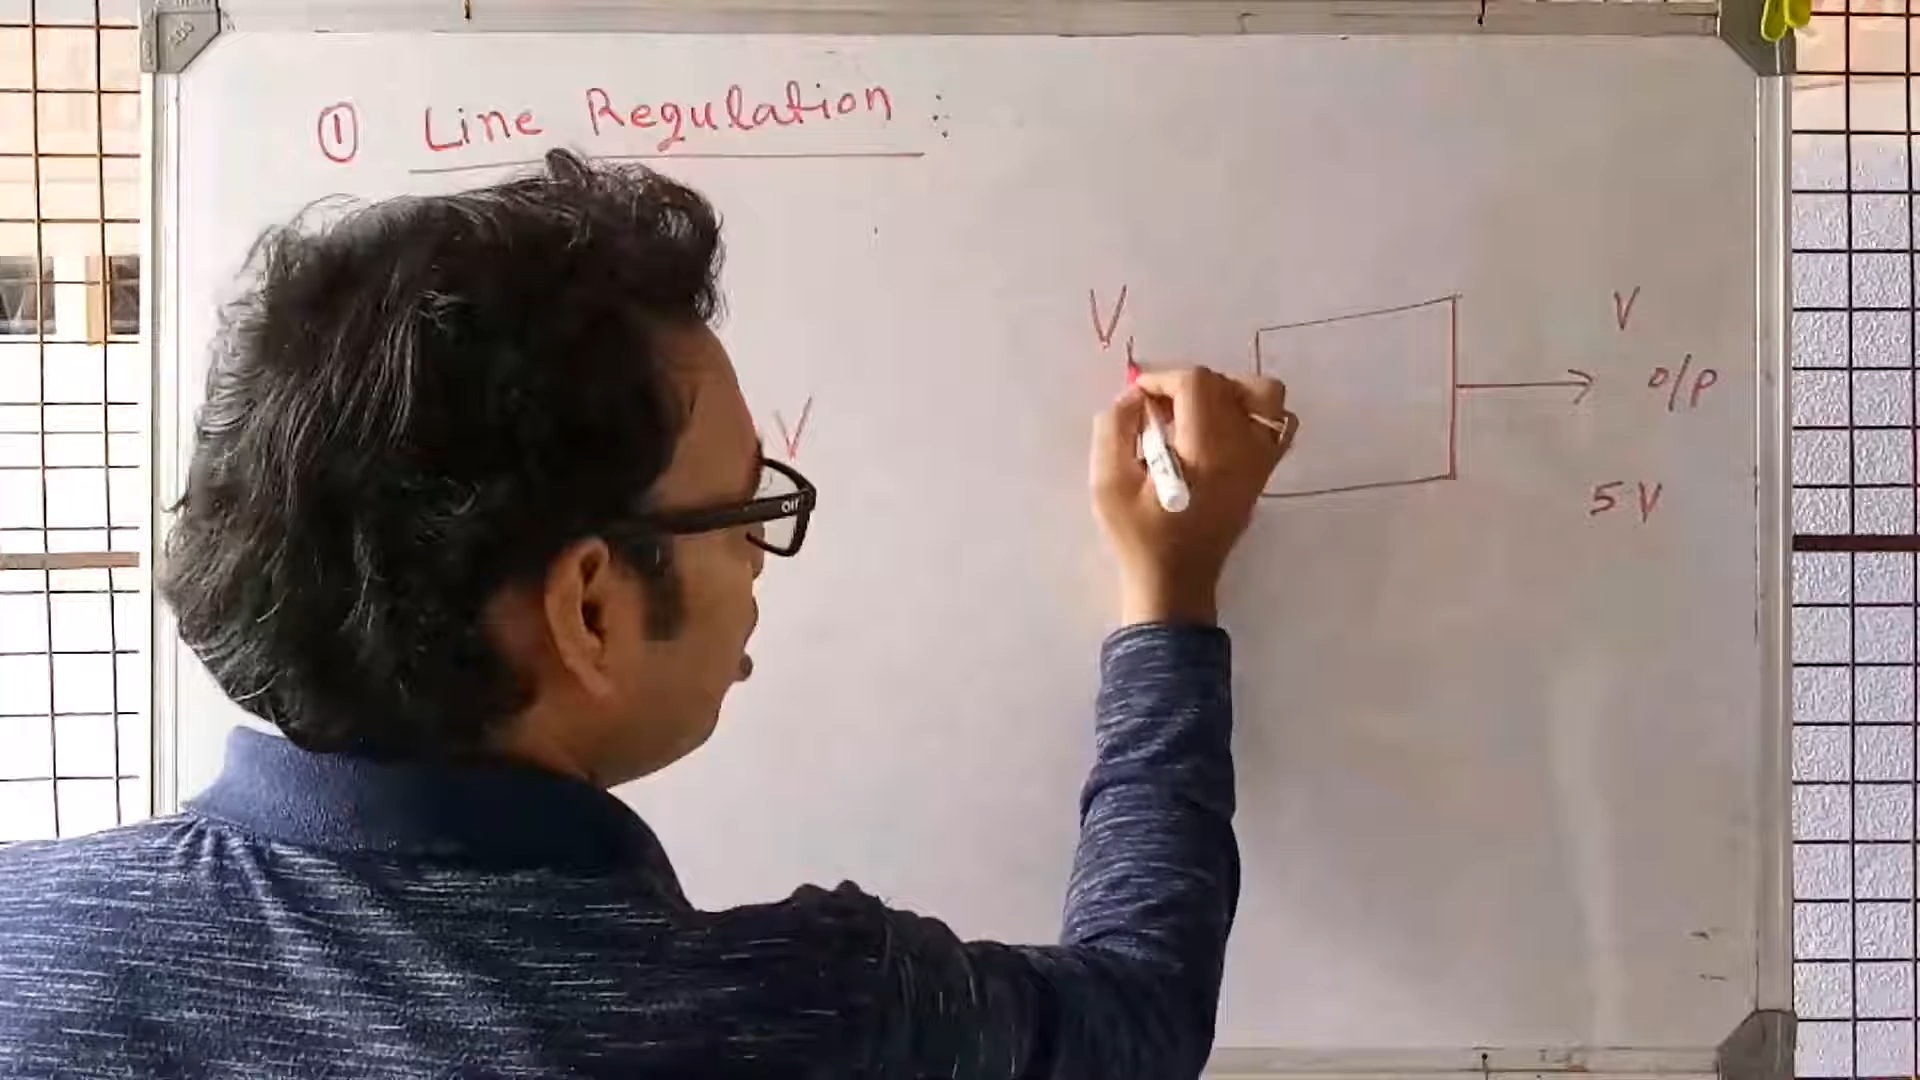 ① Line Regulation :
V
V
V
O/P
5 V